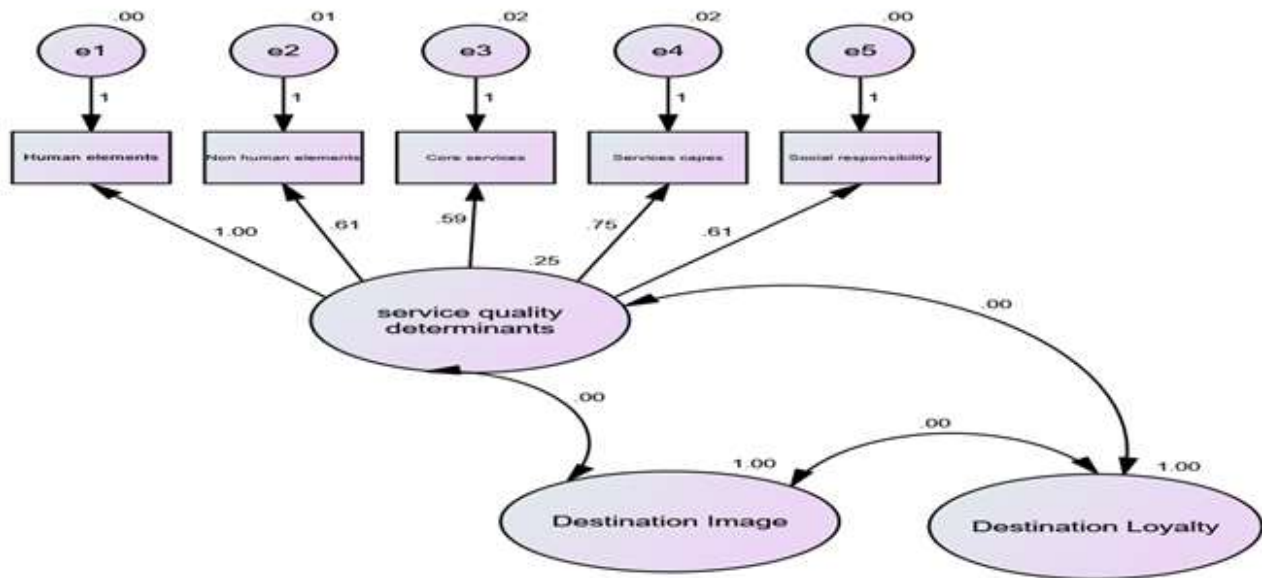 .00 .01 .02 .02 .00
e1 e2 e3 e4 e5
1 1 1 1 1
Human elements Non human elements Core services Services capes Social responsibility
1.00 .61 .59 .75 .61
.25
service quality
determinants
.00
.00
.00
1.00 1.00
Destination Image Destination Loyalty